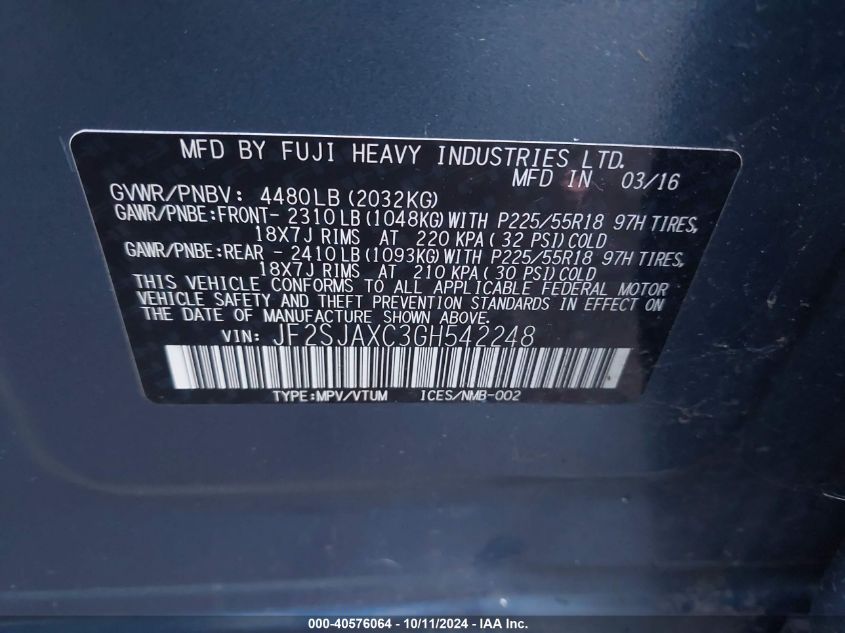 MFD BY FUJI HEAVY INDUSTRIES LTD.
MFD IN 03/16
GVWR/PNBV: 4480LB (2032KG)
GAWR/PNBE:FRONT- 2310LB(1048KG)WITH P225/55R18 97H TIRES,
18X7J RIMS AT 220 KPA( 32 PSI)COLD
GAWR/PNBE:REAR - 2410LB(1093KG)WITH P225/55R18 97H TIRES,
18X7J RIMS AT 210 KPA(30 PSI)COLD
THIS VEHICLE CONFORMS TO ALL APPLICABLE FEDERAL MOTOR
VEHICLE SAFETY AND THEFT PREVENTION STANDARDS IN EFFECT ON
THE DATE OF MANUFACTURE SHOWN ABOVE.
VIN: JF2SJAXC3GH542248
TYPE:MPV/VTUM ICES/NMB-002
000-40576064 - 10/11/2024 - IAA Inc.